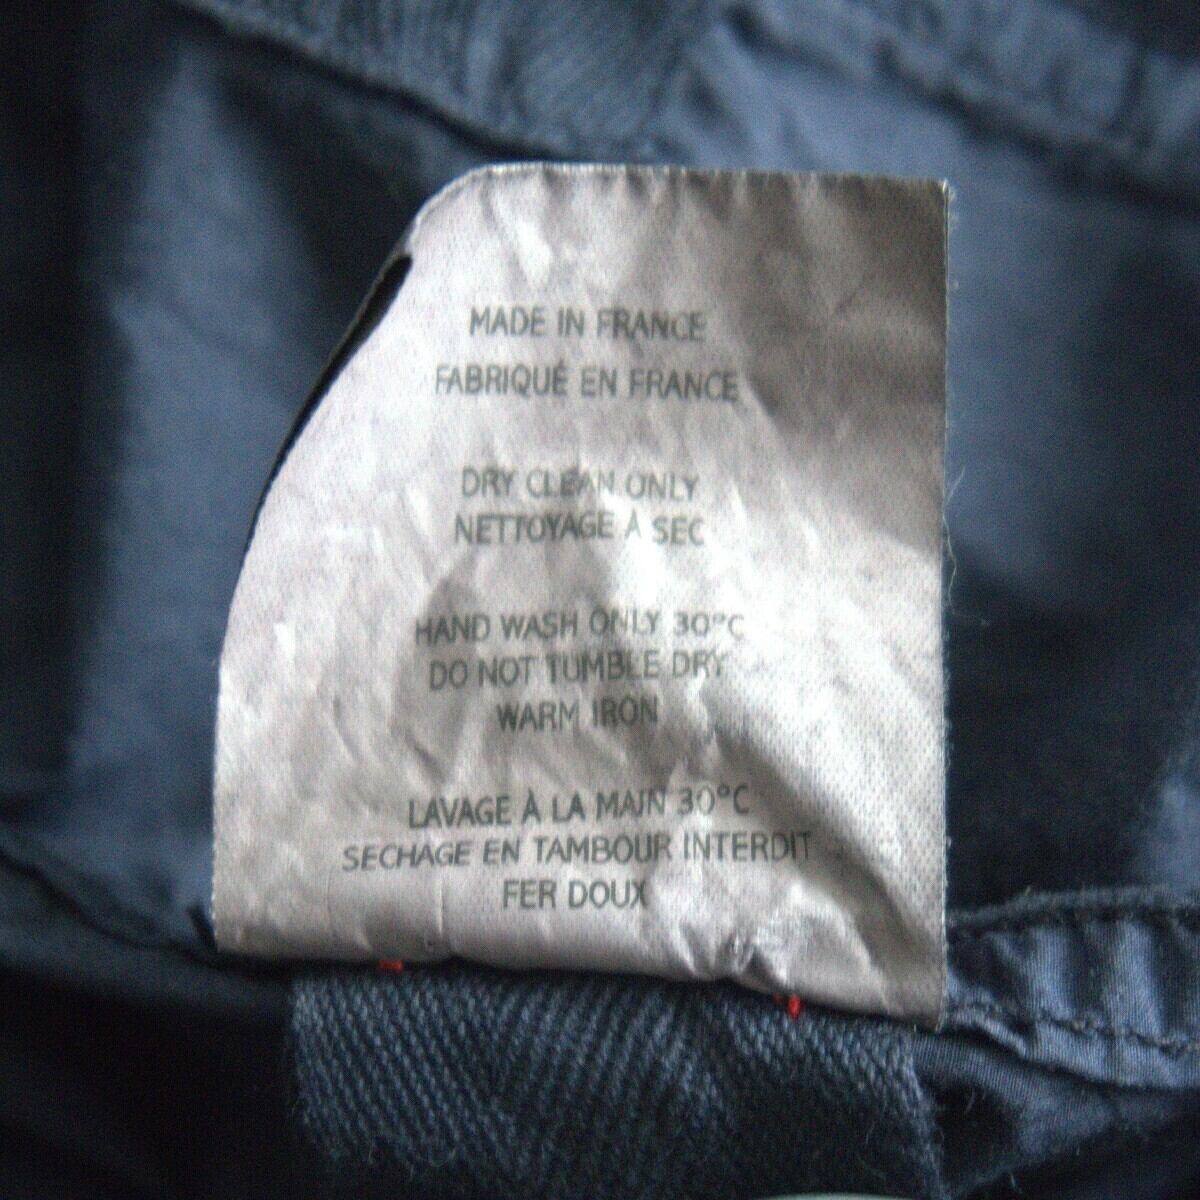 MADE IN FRANCE
FABRIQUÉ EN FRANCE
DRY CLEAN ONLY
NETTOYAGE À SEC
HAND WASH ONLY 30°C
DO NOT TUMBLE DRY
WARM IRON
LAVAGE À LA MAIN 30°C
SECHAGE EN TAMBOUR INTERDIT
FER DOUX